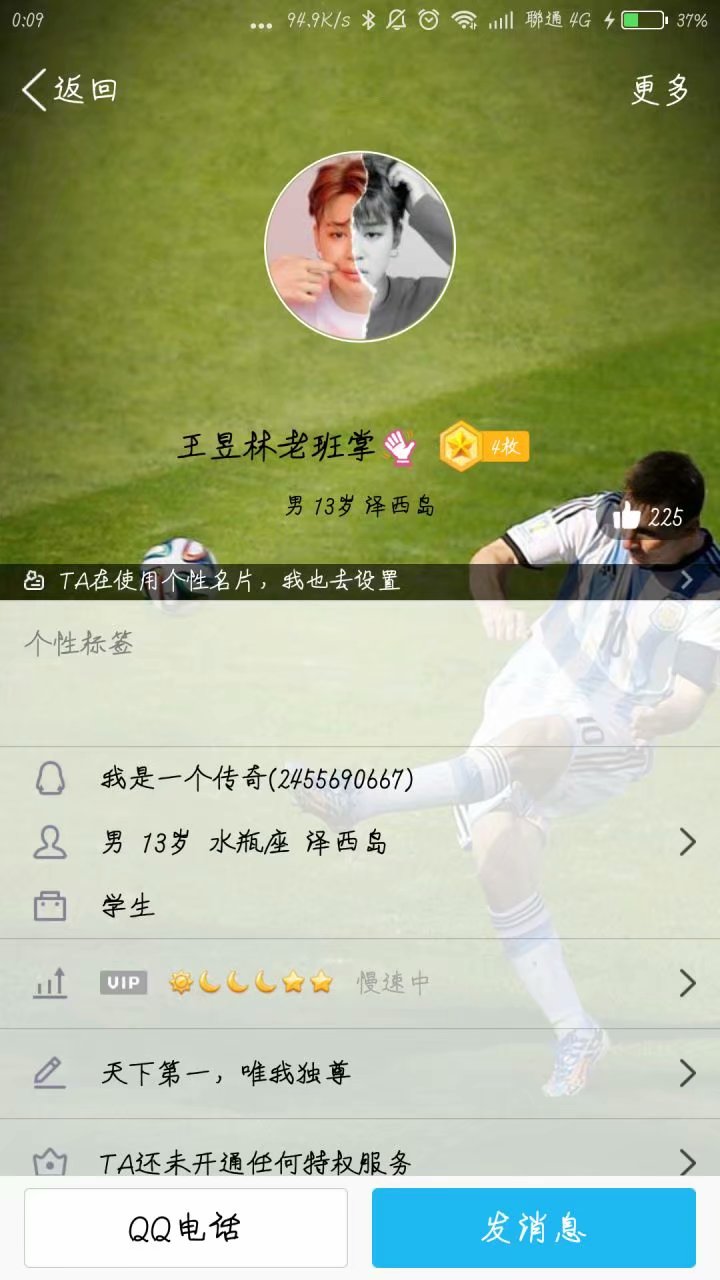 0:09 94.9K/s 聯通 4G 37%
返回 更多
王昱林老班掌 4枚
男 13岁 泽西岛
225
TA在使用个性名片，我也去设置
个性标签
我是一个传奇(2455690667)
男 13岁 水瓶座 泽西岛
学生
VIP 慢速中
天下第一，唯我独尊
TA还未开通任何特权服务
QQ电话 发消息